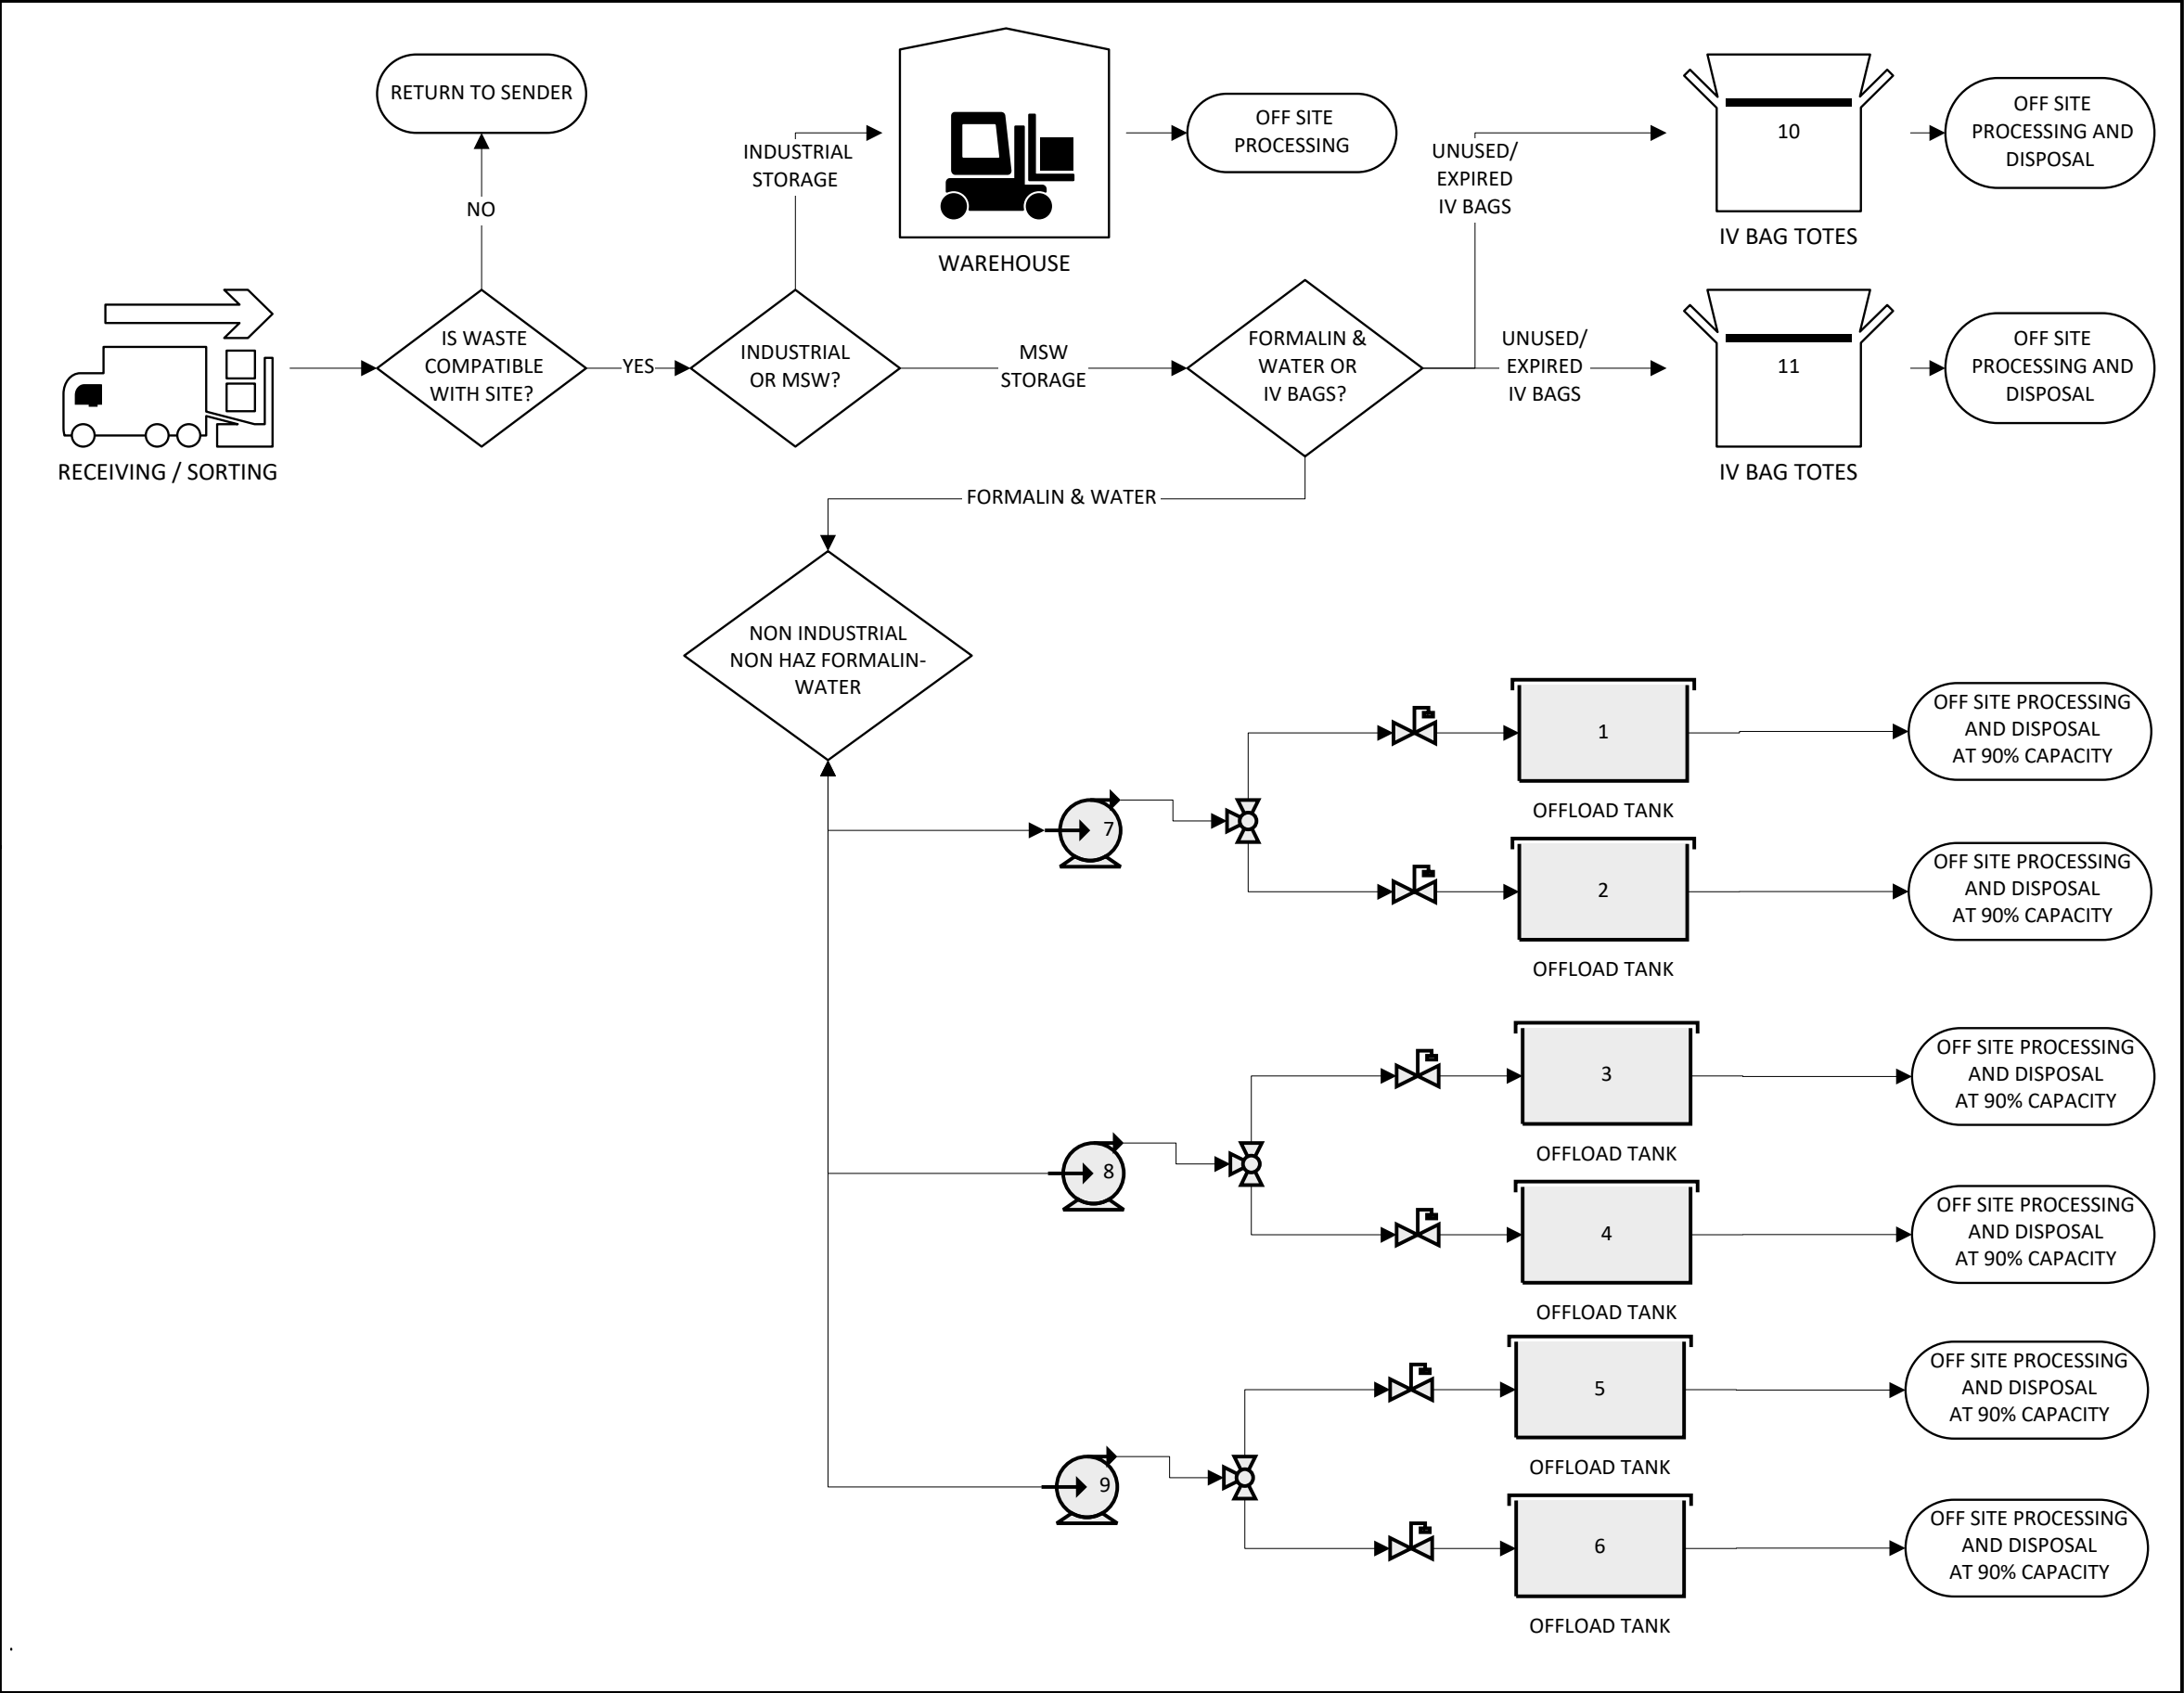 RETURN TO SENDER
NO
INDUSTRIAL
STORAGE
WAREHOUSE
OFF SITE
PROCESSING
UNUSED/
EXPIRED
IV BAGS
10
IV BAG TOTES
OFF SITE
PROCESSING AND
DISPOSAL
RECEIVING / SORTING
IS WASTE
COMPATIBLE
WITH SITE?
YES
INDUSTRIAL
OR MSW?
MSW
STORAGE
FORMALIN &
WATER OR
IV BAGS?
UNUSED/
EXPIRED
IV BAGS
11
IV BAG TOTES
OFF SITE
PROCESSING AND
DISPOSAL
FORMALIN & WATER
NON INDUSTRIAL
NON HAZ FORMALIN-
WATER
7
1
OFFLOAD TANK
OFF SITE PROCESSING
AND DISPOSAL
AT 90% CAPACITY
2
OFFLOAD TANK
OFF SITE PROCESSING
AND DISPOSAL
AT 90% CAPACITY
8
3
OFFLOAD TANK
OFF SITE PROCESSING
AND DISPOSAL
AT 90% CAPACITY
4
OFFLOAD TANK
OFF SITE PROCESSING
AND DISPOSAL
AT 90% CAPACITY
9
5
OFFLOAD TANK
OFF SITE PROCESSING
AND DISPOSAL
AT 90% CAPACITY
6
OFFLOAD TANK
OFF SITE PROCESSING
AND DISPOSAL
AT 90% CAPACITY